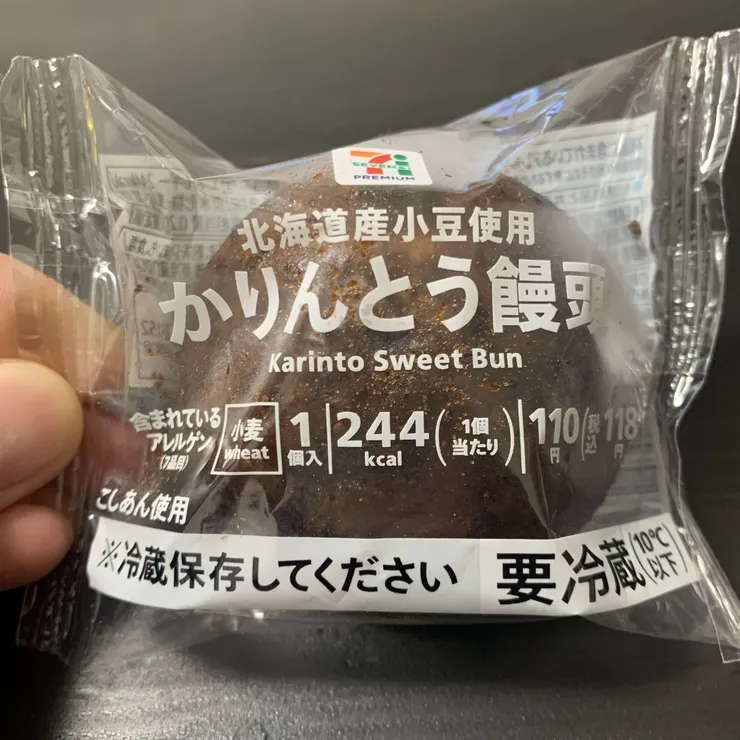 7
SEVEN&i
PREMIUM
北海道産小豆使用
かりんとう饅頭
Karinto Sweet Bun
含まれている
アレルゲン
(7品目)
小麦
wheat
1
個入
244
kcal
(1個
当たり)
110
円
(税
込
118
円
こしあん使用
※冷蔵保存してください
要冷蔵(10℃
以下)